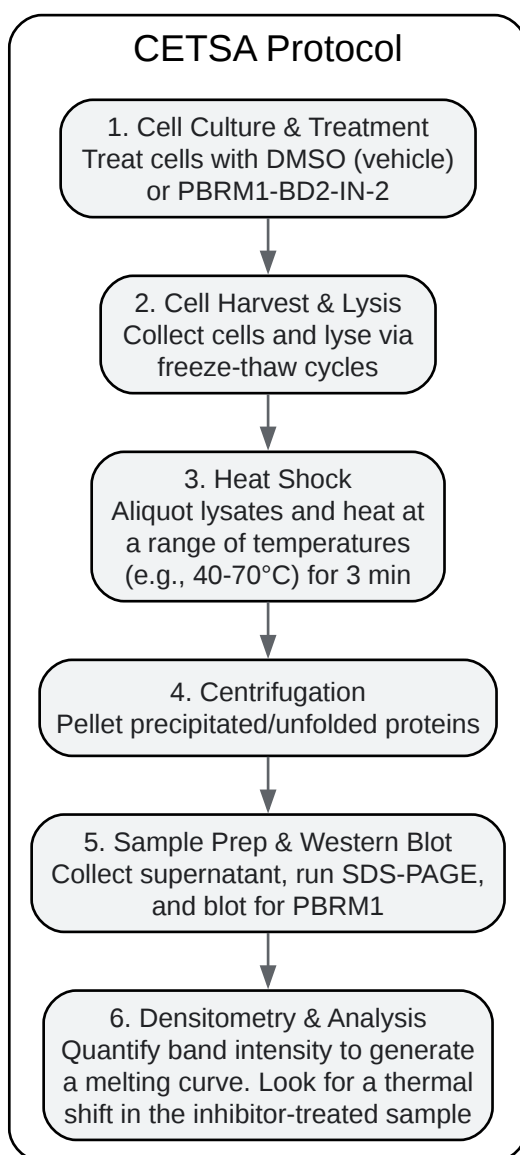 CETSA Protocol
1. Cell Culture & Treatment
Treat cells with DMSO (vehicle)
or PBRM1-BD2-IN-2
2. Cell Harvest & Lysis
Collect cells and lyse via
freeze-thaw cycles
3. Heat Shock
Aliquot lysates and heat at
a range of temperatures
(e.g., 40-70°C) for 3 min
4. Centrifugation
Pellet precipitated/unfolded proteins
5. Sample Prep & Western Blot
Collect supernatant, run SDS-PAGE,
and blot for PBRM1
6. Densitometry & Analysis
Quantify band intensity to generate
a melting curve. Look for a thermal
shift in the inhibitor-treated sample